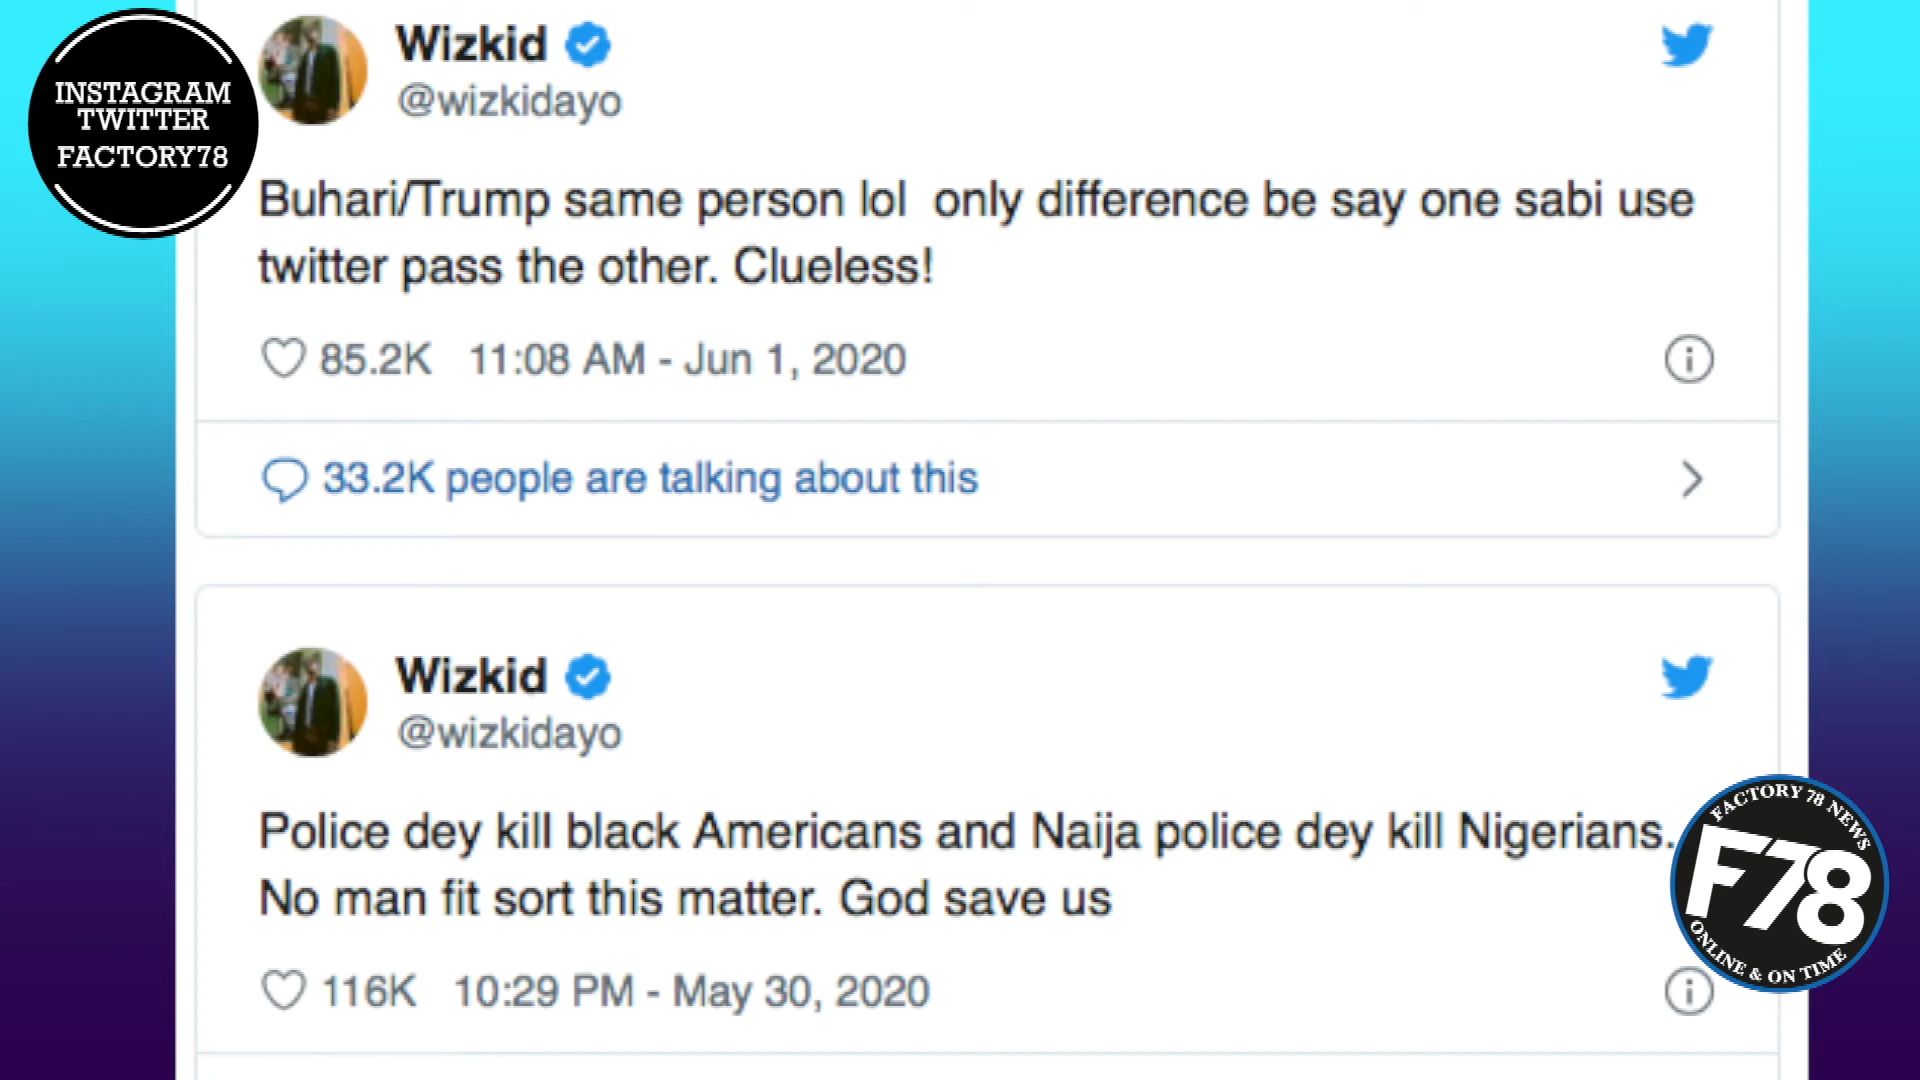 INSTAGRAM
TWITTER
FACTORY78
Wizkid
@wizkidayo
Buhari/Trump same person lol only difference be say one sabi use
twitter pass the other. Clueless!
85.2K 11:08 AM - Jun 1, 2020
33.2K people are talking about this
Wizkid
@wizkidayo
Police dey kill black Americans and Naija police dey kill Nigerians.
No man fit sort this matter. God save us
116K 10:29 PM - May 30, 2020
FACTORY 78 NEWS
F78
ONLINE & ON TIME